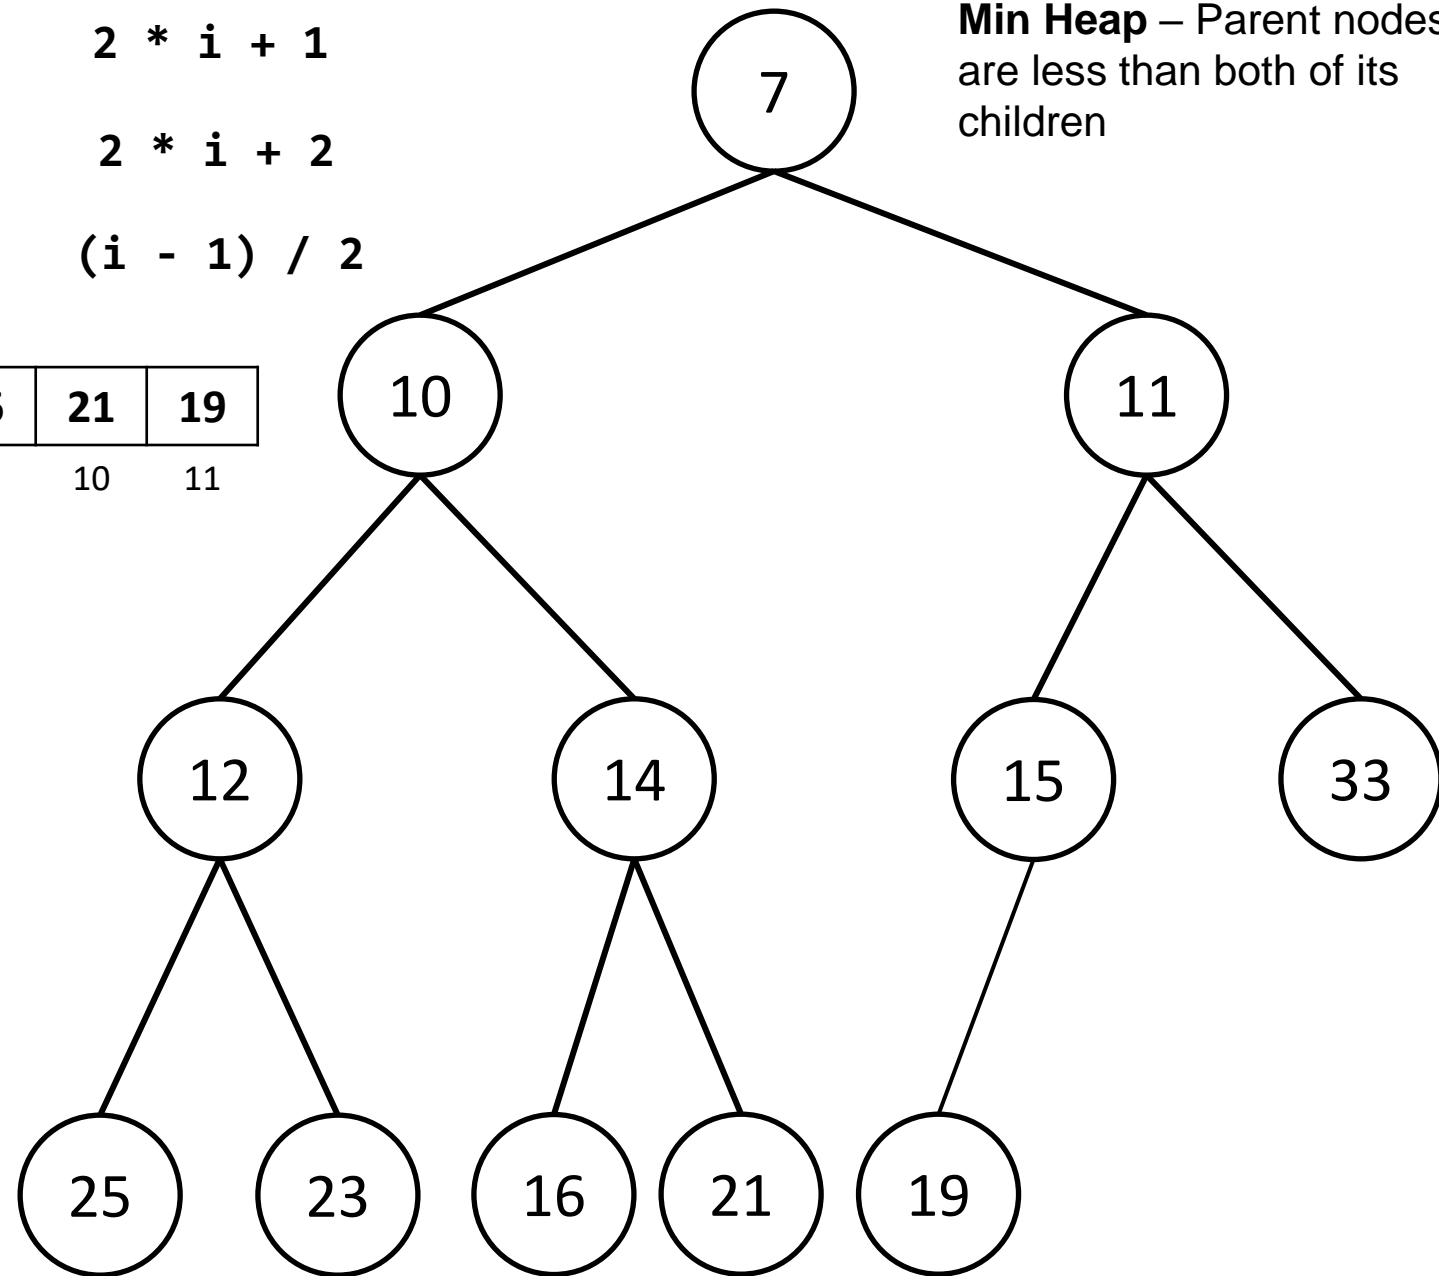 2 * i + 1
2 * i + 2
(i - 1) / 2
Min Heap – Parent nodes
are less than both of its
children
21 19
10 11
7
10 11
12 14 15 33
25 23 16 21 19